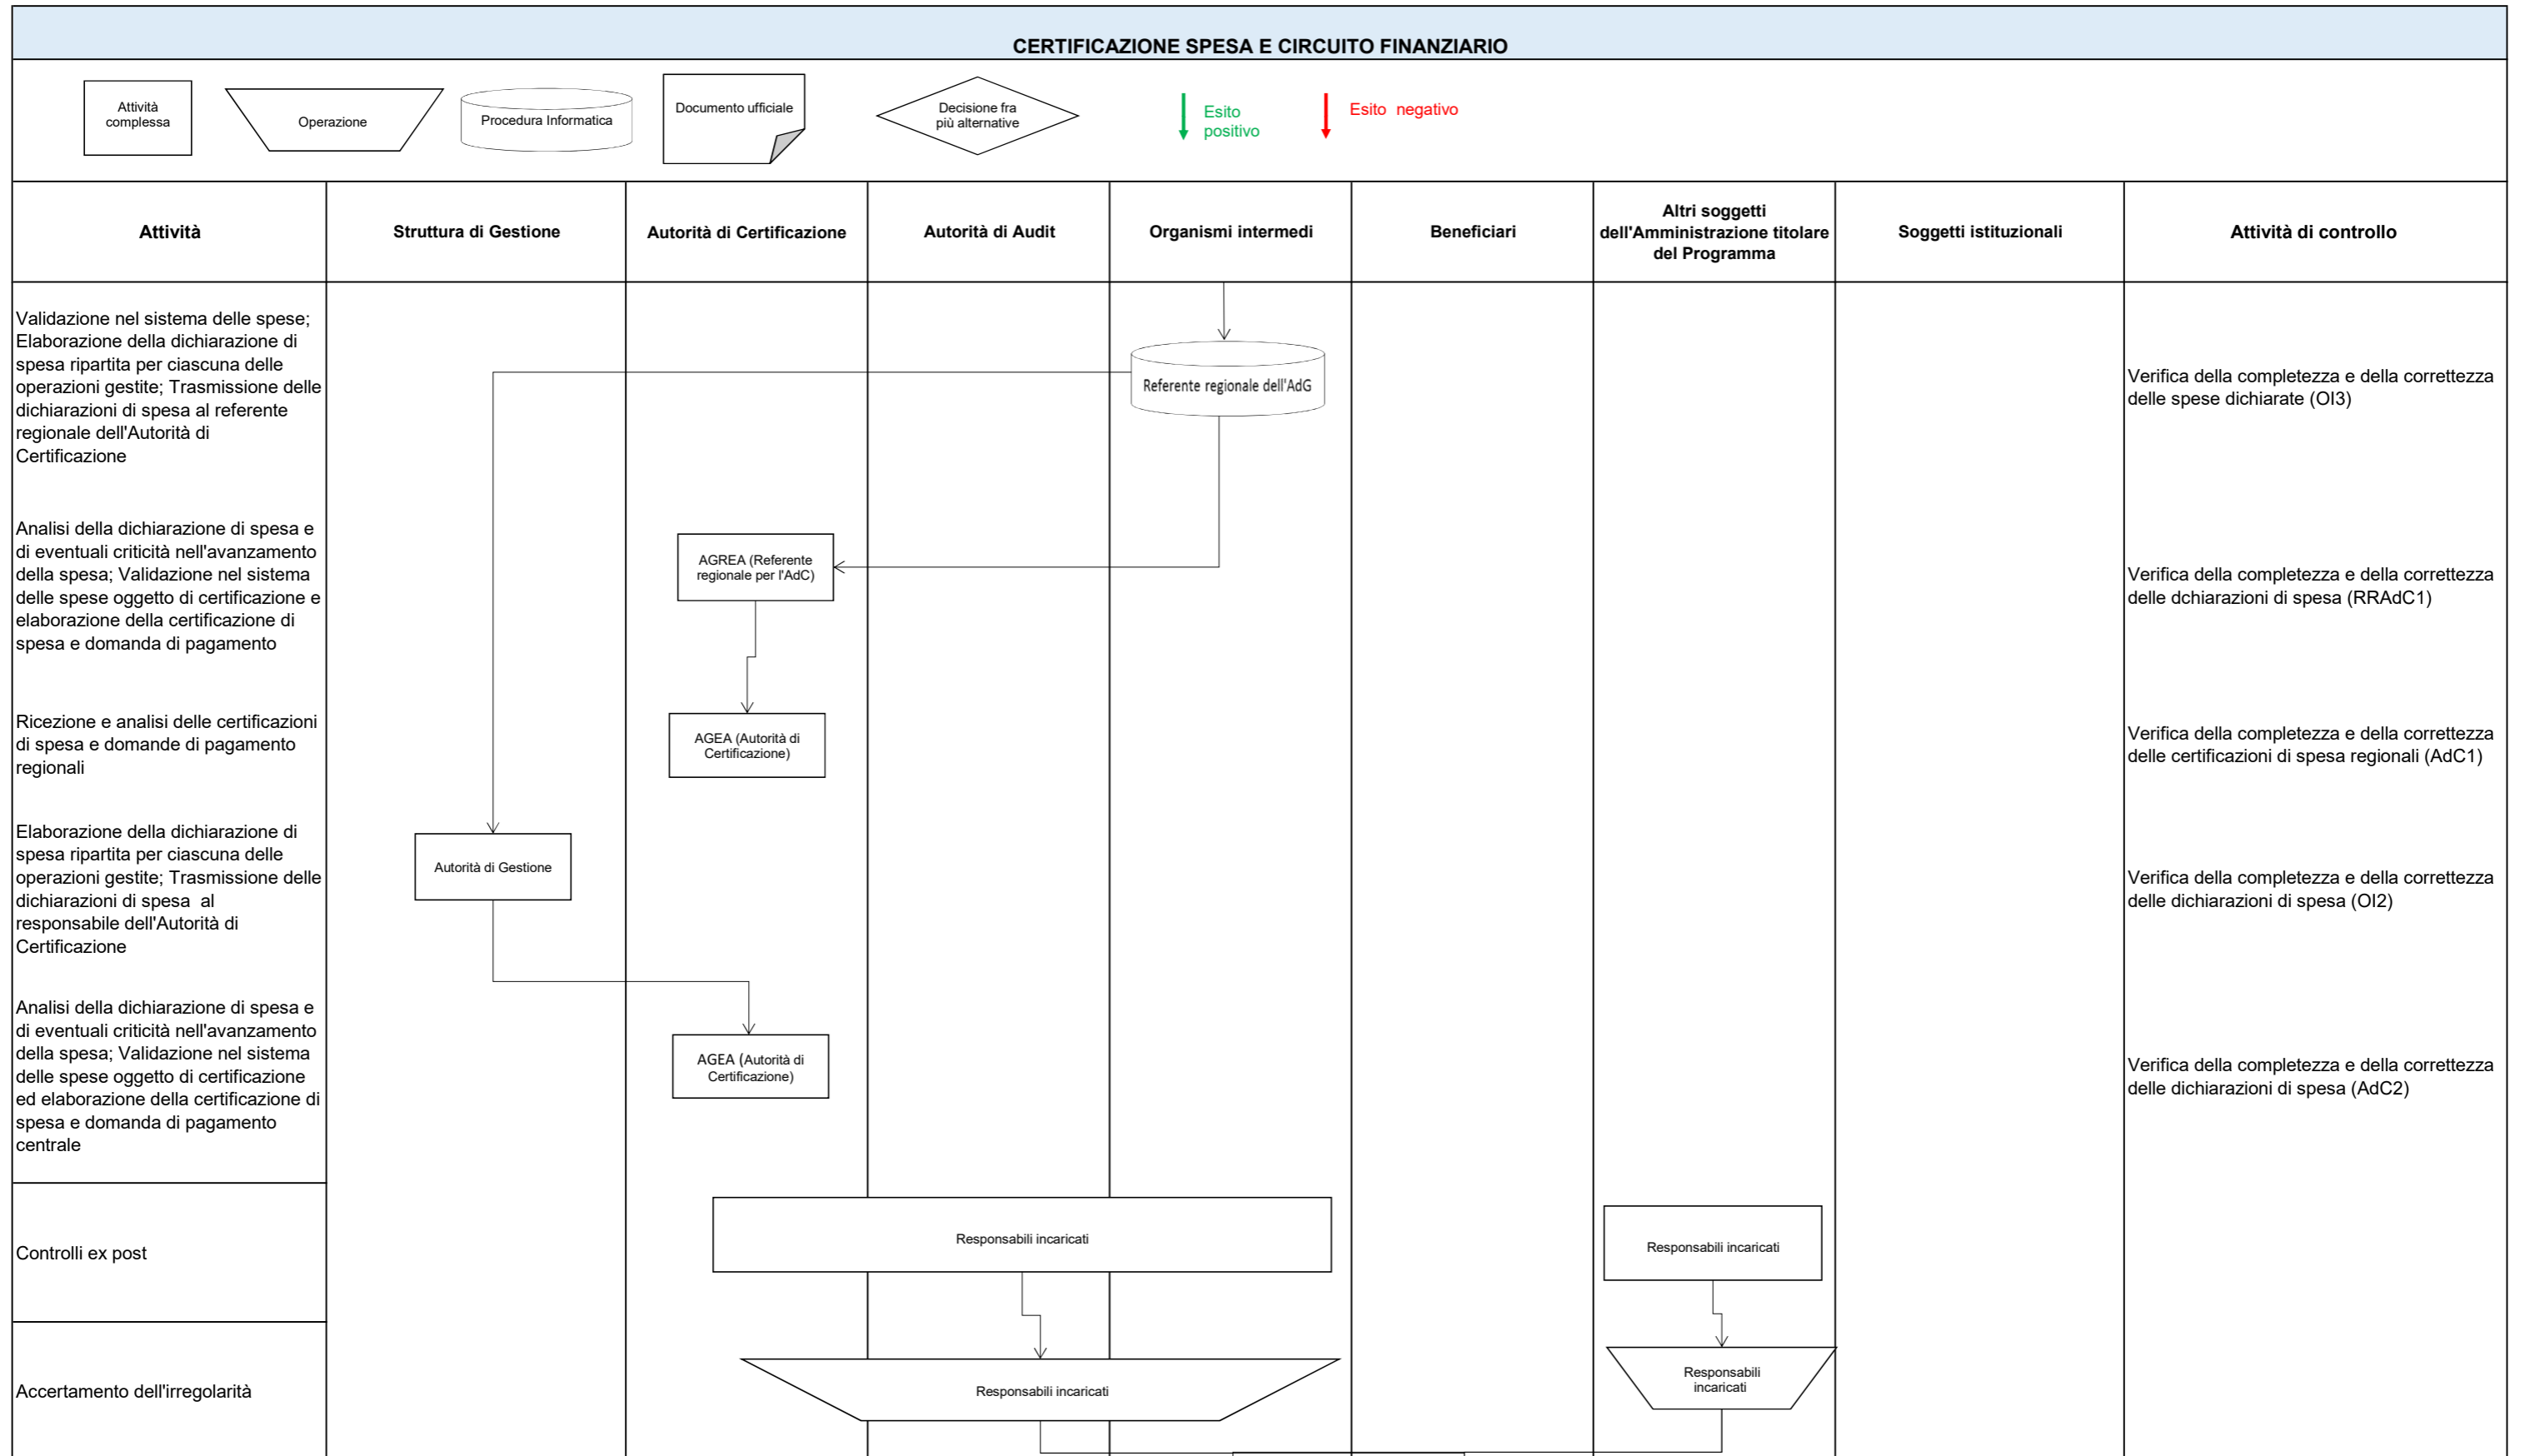 CERTIFICAZIONE SPESA E CIRCUITO FINANZIARIO
Attività
complessa
Operazione
Procedura Informatica
Documento ufficiale
Decisione fra
più alternative
Esito
positivo
Esito negativo
Attività
Struttura di Gestione
Autorità di Certificazione
Autorità di Audit
Organismi intermedi
Beneficiari
Altri soggetti
dell'Amministrazione titolare
del Programma
Soggetti istituzionali
Attività di controllo
Validazione nel sistema delle spese;
Elaborazione della dichiarazione di
spesa ripartita per ciascuna delle
operazioni gestite; Trasmissione delle
dichiarazioni di spesa al referente
regionale dell'Autorità di
Certificazione
Referente regionale dell'AdG
Verifica della completezza e della correttezza
delle spese dichiarate (OI3)
Analisi della dichiarazione di spesa e
di eventuali criticità nell'avanzamento
della spesa; Validazione nel sistema
delle spese oggetto di certificazione e
elaborazione della certificazione di
spesa e domanda di pagamento
AGREA (Referente
regionale per l'AdC)
Verifica della completezza e della correttezza
delle dchiarazioni di spesa (RRAdC1)
Ricezione e analisi delle certificazioni
di spesa e domande di pagamento
regionali
AGEA (Autorità di
Certificazione)
Verifica della completezza e della correttezza
delle certificazioni di spesa regionali (AdC1)
Elaborazione della dichiarazione di
spesa ripartita per ciascuna delle
operazioni gestite; Trasmissione delle
dichiarazioni di spesa al
responsabile dell'Autorità di
Certificazione
Autorità di Gestione
Verifica della completezza e della correttezza
delle dichiarazioni di spesa (OI2)
Analisi della dichiarazione di spesa e
di eventuali criticità nell'avanzamento
della spesa; Validazione nel sistema
delle spese oggetto di certificazione
ed elaborazione della certificazione di
spesa e domanda di pagamento
centrale
AGEA (Autorità di
Certificazione)
Verifica della completezza e della correttezza
delle dichiarazioni di spesa (AdC2)
Controlli ex post
Responsabili incaricati
Responsabili incaricati
Accertamento dell'irregolarità
Responsabili incaricati
Responsabili
incaricati